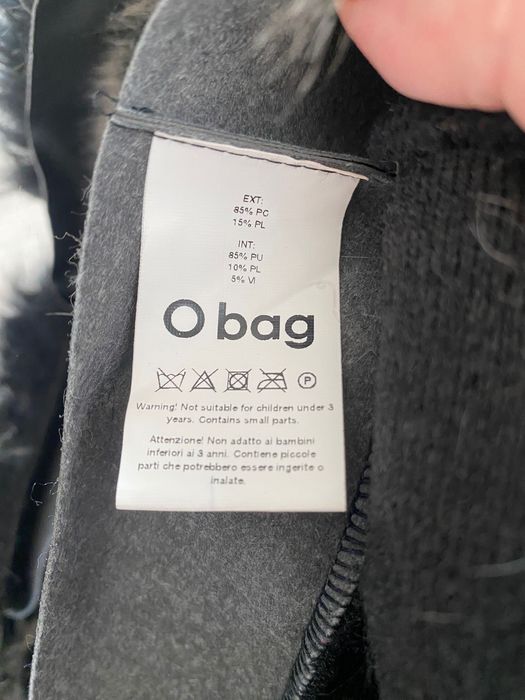 EXT:
85% PC
15% PL
INT:
85% PU
10% PL
5% VI
O bag
P
Warning! Not suitable for children under 3
years. Contains small parts.
Attenzione! Non adatto ai bambini
inferiori ai 3 anni. Contiene piccole
parti che potrebbero essere ingerite o
inalate.